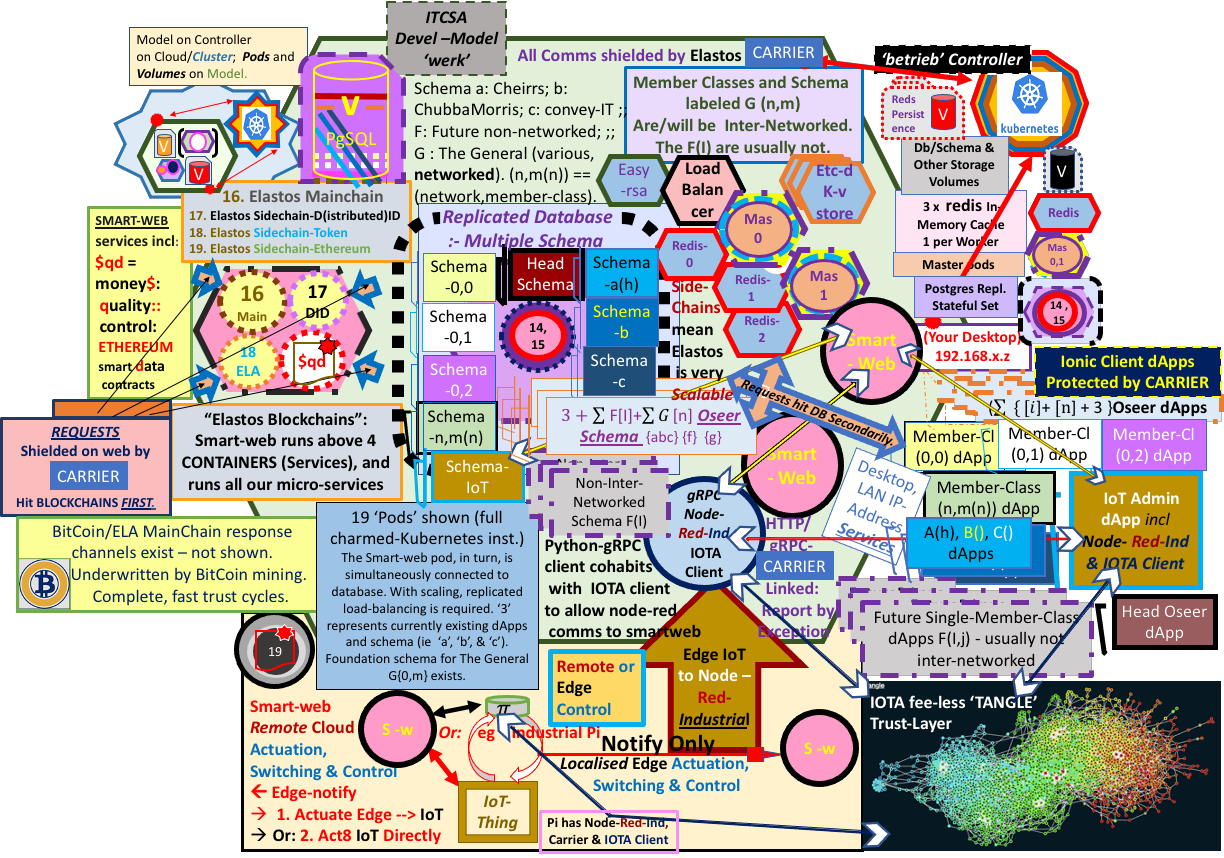 ITCSA
Devel –Model
‘werk’
Model on Controller
on Cloud/Cluster; Pods and
Volumes on Model.
All Comms shielded by Elastos
CARRIER
‘betrieb’ Controller
Schema a: Cheirrs; b:
ChubbaMorris; c: convey-IT ;;
F: Future non-networked; ;;
G : The General (various,
networked). (n,m(n)) ==
(network,member-class).
Member Classes and Schema
labeled G (n,m)
Are/will be Inter-Networked.
The F(I) are usually not.
Reds
Persist
ence
V
kubernetes
V
PgSQL
V
V
V
Db/Schema &
Other Storage
Volumes
Easy
-rsa
Load
Balan
cer
Etc-d
K-v
store
3 x redis In-
Memory Cache
1 per Worker
Redis
Mas
0,1
Master Pods
Postgres Repl.
Stateful Set
14,
15
16. Elastos Mainchain
17. Elastos Sidechain-D(istributed)ID
18. Elastos Sidechain-Token
19. Elastos Sidechain-Ethereum
SMART-WEB
services incl:
$qd =
money$:
quality::
control:
ETHEREUM
smart data
contracts
16
Main
17
DID
18
ELA
$qd
Replicated Database
:- Multiple Schema
Schema
-0,0
Head
Schema
Schema
-a(h)
Schema
-0,1
14,
15
Schema
-b
Schema
-0,2
Schema
-c
Schema
-n,m(n)
Schema-
IoT
Redis-
0
Mas
0
Redis-
1
Mas
1
Redis-
2
Side-
Chains
mean
Elastos
is very
Scalable
Smart
- Web
Smart
- Web
(Your Desktop)
192.168.x.z
Ionic Client dApps
Protected by CARRIER
∑ { [i]+ [n] + 3 }Oseer dApps
Requests hit DB Secondarily.
3 + ∑ F[I]+∑ G [n] Oseer
Schema {abc} {f} {g}
Member-Cl
(0,0) dApp
Member-Cl
(0,1) dApp
Member-Cl
(0,2) dApp
Member-Class
(n,m(n)) dApp
A(h), B(), C()
dApps
IoT Admin
dApp incl
Node- Red-Ind
& IOTA Client
Desktop,
LAN IP-
Address
Services
REQUESTS
Shielded on web by
CARRIER
Hit BLOCKCHAINS FIRST.
“Elastos Blockchains”:
Smart-web runs above 4
CONTAINERS (Services), and
runs all our micro-services
Non-Inter-
Networked
Schema F(I)
gRPC
Node-
Red-Ind
IOTA
Client
HTTP/
gRPC-
CARRIER
Linked:
Report by
Exception
BitCoin/ELA MainChain response
channels exist – not shown.
Underwritten by BitCoin mining.
Complete, fast trust cycles.
19 ‘Pods’ shown (full
charmed-Kubernetes inst.)
The Smart-web pod, in turn, is
simultaneously connected to
database. With scaling, replicated
load-balancing is required. ‘3’
represents currently existing dApps
and schema (ie ‘a’, ‘b’, & ‘c’).
Foundation schema for The General
G{0,m} exists.
Python-gRPC
client cohabits
with IOTA client
to allow node-red
comms to smartweb
Future Single-Member-Class
dApps F(I,j) - usually not
inter-networked
Head Oseer
dApp
19
Remote or
Edge
Control
Edge IoT
to Node –
Red-
Industrial
IOTA fee-less ‘TANGLE’
Trust-Layer
Smart-web
Remote Cloud
Actuation,
Switching & Control
← Edge-notify
→ 1. Actuate Edge --> IoT
→ Or: 2. Act8 IoT Directly
S -w
π
Or: eg Industrial Pi
IoT-
Thing
Notify Only
Localised Edge Actuation,
Switching & Control
S -w
Pi has Node-Red-Ind,
Carrier & IOTA Client